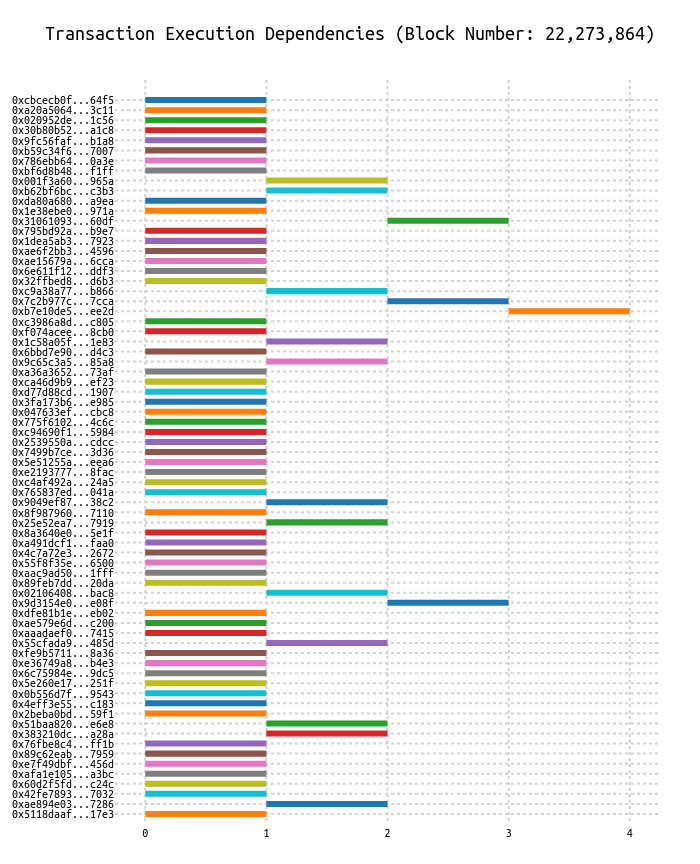 Transaction Execution Dependencies (Block Number: 22,273,864)
0xcbcecb0f...64f5
0xa20a5064...3c11
0x020952de...1c56
0x30b80b52...a1c8
0x9fc56faf...b1a8
0xb59c34f6...7007
0x786ebb64...0a3e
0xbf6d8b48...f1ff
0x001f3a60...965a
0xb62bf6bc...c3b3
0xda80a680...a9ea
0x1e38ebe0...971a
0x31061093...60df
0x795bd92a...b9e7
0x1dea5ab3...7923
0xae6f2bb3...4596
0xae15679a...6cca
0x6e611f12...ddf3
0x32ffbed8...d6b3
0xc9a38a77...b866
0x7c2b977c...7cca
0xb7e10de5...ee2d
0xc3986a8d...c805
0xf074acee...8cb0
0x1c58a05f...1e83
0x6bbd7e90...d4c3
0x9c65c3a5...85a8
0xa36a3652...73af
0xca46d9b9...ef23
0xd77d88cd...1907
0x3fa173b6...e985
0x047633ef...cbc8
0x775f6102...4c6c
0xc94690f1...5984
0x2539550a...cdcc
0x7499b7ce...3d36
0x5e51255a...eea6
0xe2193777...8fac
0xc4af492a...24a5
0x765837ed...041a
0x9049ef87...38c2
0x8f987960...7110
0x25e52ea7...7919
0x8a3640e0...5e1f
0xa491dcf1...faa0
0x4c7a72e3...2672
0x55f8f35e...6500
0xaac9ad50...1fff
0x89feb7dd...20da
0x02106408...bac8
0x9d3154e0...e08f
0xdfe81b1e...eb02
0xae579e6d...c200
0xaaadaef0...7415
0x55cfada9...485d
0xfe9b5711...8a36
0xe36749a8...b4e3
0x6c75984e...9dc5
0x5e260e17...251f
0x0b556d7f...9543
0x4eff3e55...c183
0x2beba0bd...59f1
0x51baa820...e6e8
0x383210dc...a28a
0x76fbe8c4...ff1b
0x89c62eab...7959
0xe7f49dbf...456d
0xafa1e105...a3bc
0x60d2f5fd...c24c
0x42fe7893...7032
0xae894e03...7286
0x5118daaf...17e3
0 1 2 3 4